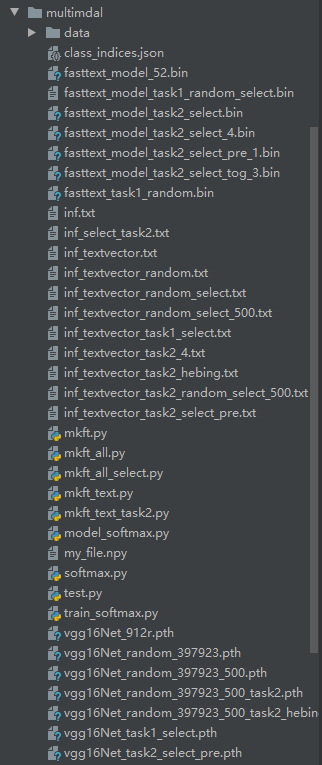 multimdal
data
class_indices.json
fasttext_model_52.bin
fasttext_model_task1_random_select.bin
fasttext_model_task2_select.bin
fasttext_model_task2_select_4.bin
fasttext_model_task2_select_pre_1.bin
fasttext_model_task2_select_tog_3.bin
fasttext_task1_random.bin
inf.txt
inf_select_task2.txt
inf_textvector.txt
inf_textvector_random.txt
inf_textvector_random_select.txt
inf_textvector_random_select_500.txt
inf_textvector_task1_select.txt
inf_textvector_task2_4.txt
inf_textvector_task2_hebing.txt
inf_textvector_task2_random_select_500.txt
inf_textvector_task2_select_pre.txt
mkft.py
mkft_all.py
mkft_all_select.py
mkft_text.py
mkft_text_task2.py
model_softmax.py
my_file.npy
softmax.py
test.py
train_softmax.py
vgg16Net_912r.pth
vgg16Net_random_397923.pth
vgg16Net_random_397923_500.pth
vgg16Net_random_397923_500_task2.pth
vgg16Net_random_397923_500_task2_hebin
vgg16Net_task1_select.pth
vgg16Net_task2_select_pre.pth